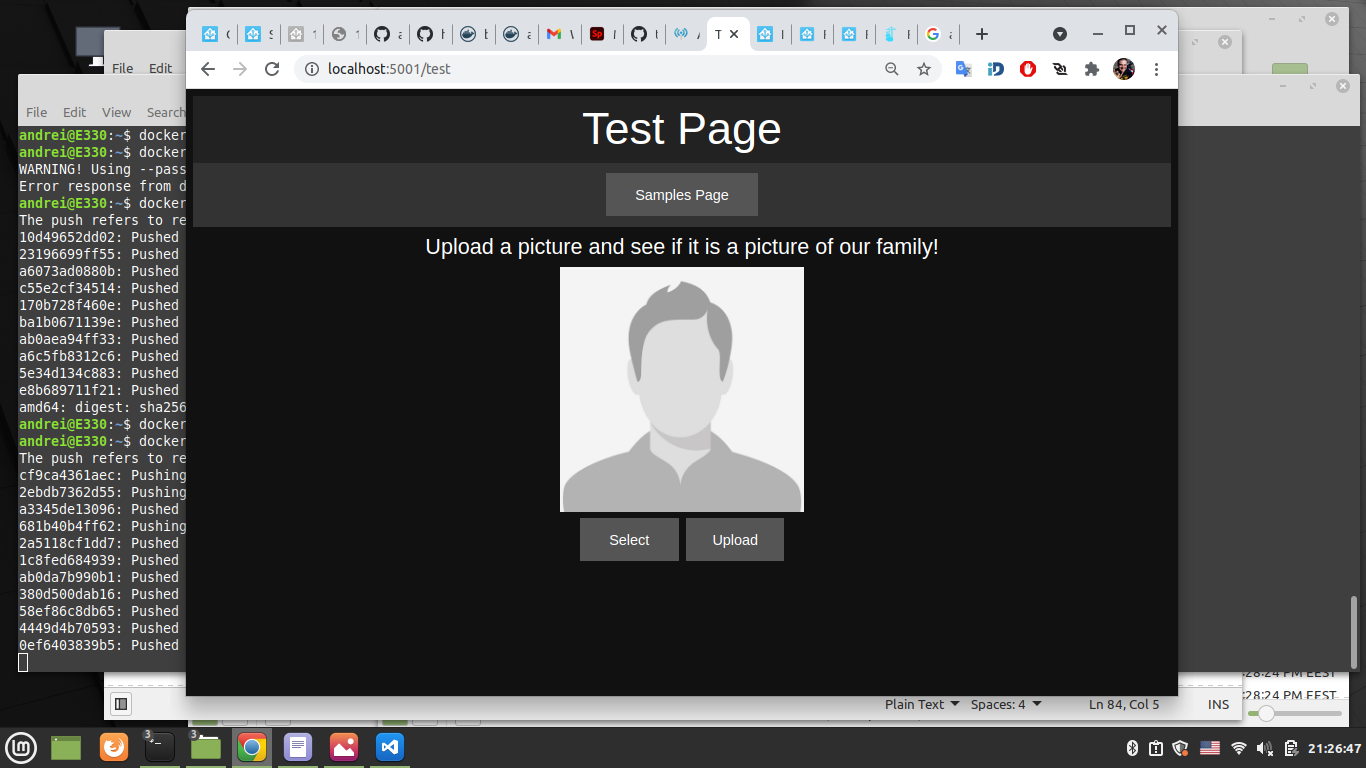 File Edit
File Edit View Search
andrei@E330:~$ docker
andrei@E330:~$ docker
WARNING! Using --pass
Error response from d
andrei@E330:~$ docker
The push refers to re
10d49652dd02: Pushed
23196699ff55: Pushed
a6073ad0880b: Pushed
c55e2cf34514: Pushed
170b728f460e: Pushed
ba1b0671139e: Pushed
ab0aea94ff33: Pushed
a6c5fb8312c6: Pushed
5e34d134c883: Pushed
e8b689711f21: Pushed
amd64: digest: sha256
andrei@E330:~$ docker
andrei@E330:~$ docker
The push refers to re
cf9ca4361aec: Pushing
2ebdb7362d55: Pushing
a3345de13096: Pushed
681b40b4ff62: Pushing
2a5118cf1dd7: Pushed
1c8fed684939: Pushed
ab0da7b990b1: Pushed
380d500dab16: Pushed
58ef86c8db65: Pushed
4449d4b70593: Pushed
0ef6403839b5: Pushed
localhost:5001/test
Test Page
Samples Page
Upload a picture and see if it is a picture of our family!
Select Upload
:28:24 PM EEST
:28:24 PM EEST
Plain Text Spaces: 4 Ln 84, Col 5 INS
3 3 21:26:47